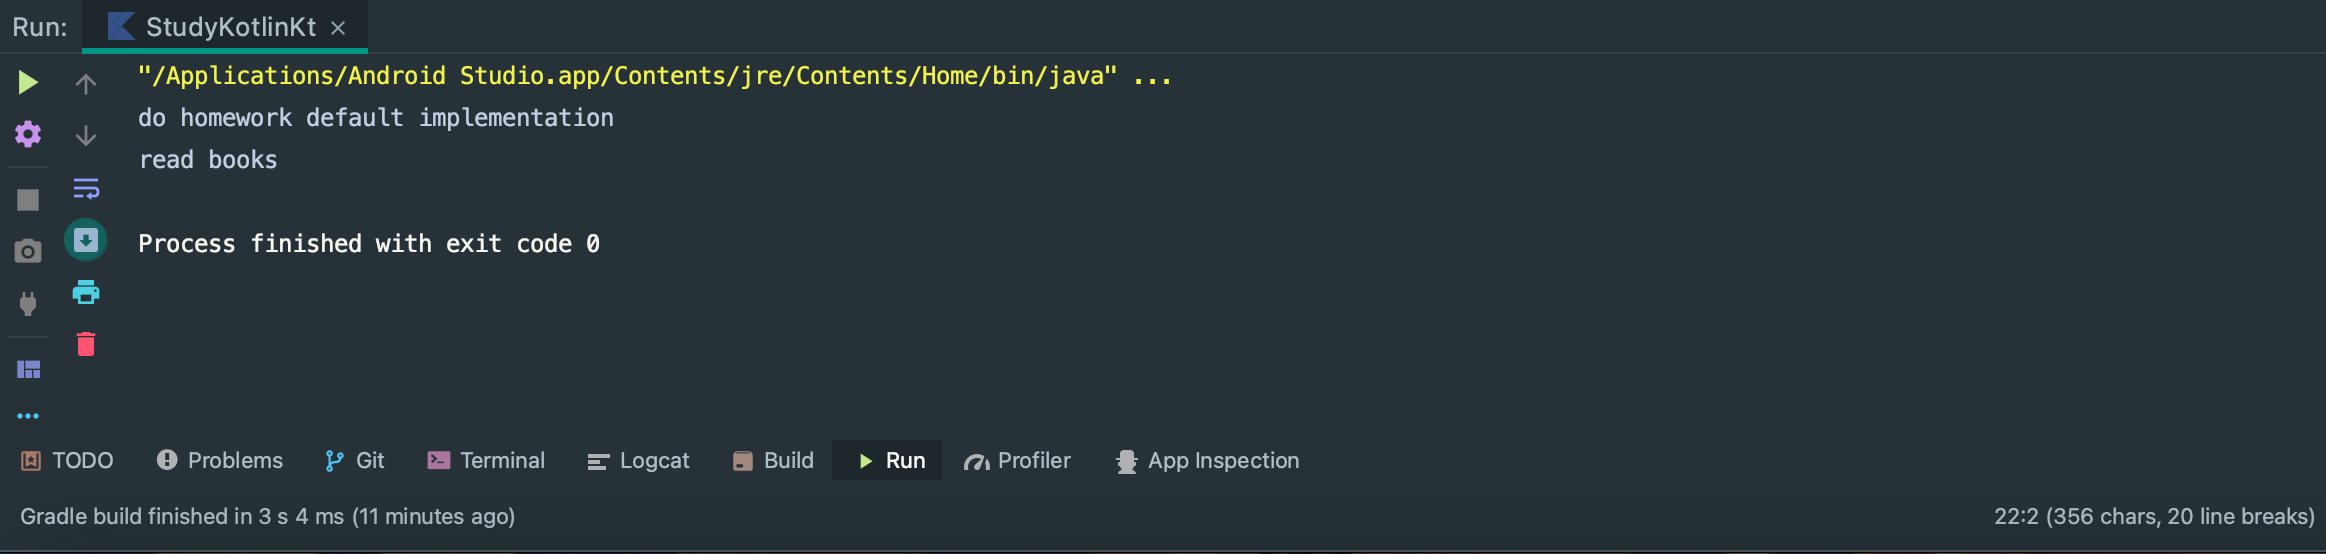 Run: StudyKotlinKt
"/Applications/Android Studio.app/Contents/jre/Contents/Home/bin/java" ...
do homework default implementation
read books
Process finished with exit code 0
TODO Problems Git Terminal Logcat Build Run Profiler App Inspection
Gradle build finished in 3 s 4 ms (11 minutes ago) 22:2 (356 chars, 20 line breaks)